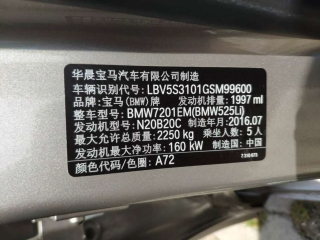 华晨宝马汽车有限公司制造
车辆识别代号: LBV5S3101GSM99600
品牌: 宝马(BMW)牌 发动机排量: 1997 ml
整车型号: BMW7201EM(BMW525Li)
发动机型号: N20B20C 制造年月: 2016.07
最大允许总质量: 2250 kg 乘坐人数: 5 人
发动机最大净功率: 160 kW 制造国: 中国
颜色代码/色圈: A72